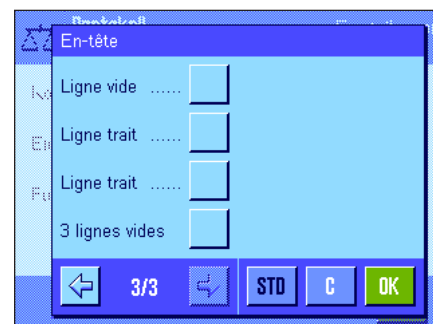 En-tête
Ligne vide ......
Ligne trait ......
Ligne trait ......
3 lignes vides
3/3
STD
C
OK